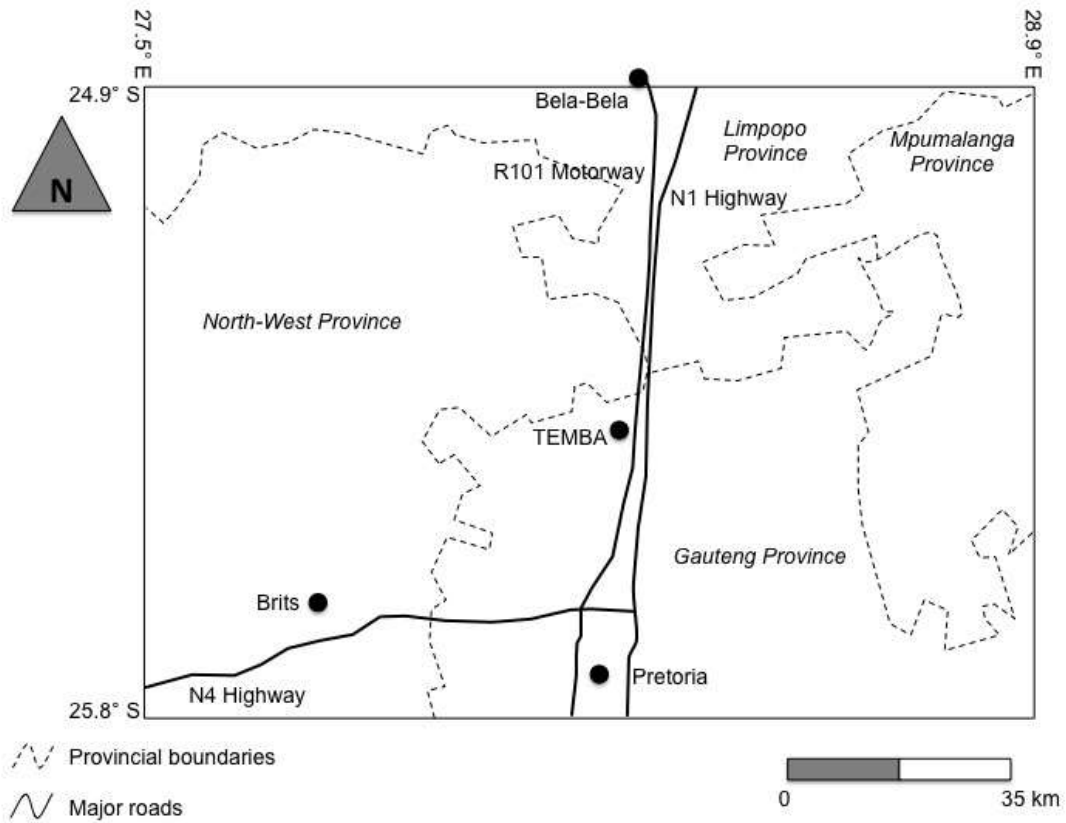 27.5° E
28.9° E
24.9° S
Bela-Bela
Limpopo
Province
Mpumalanga
Province
N
R101 Motorway
N1 Highway
North-West Province
TEMBA
Gauteng Province
Brits
Pretoria
N4 Highway
25.8° S
Provincial boundaries
Major roads
0
35 km